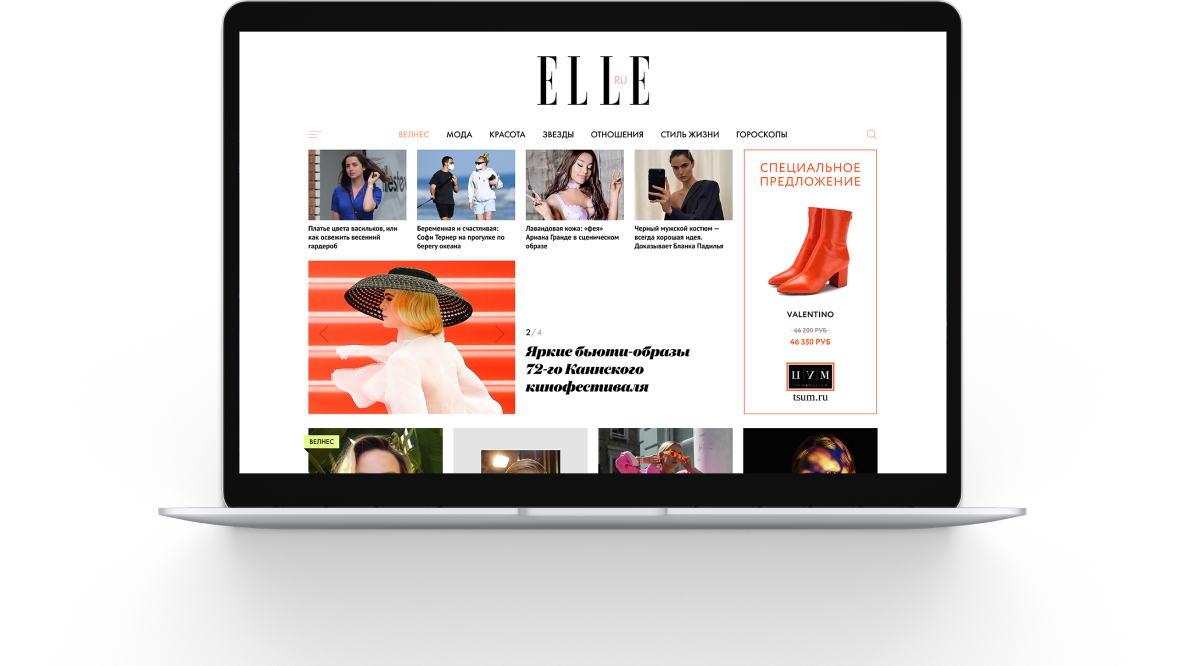 ELLE
RU
ВЕЛНЕС МОДА КРАСОТА ЗВЕЗДЫ ОТНОШЕНИЯ СТИЛЬ ЖИЗНИ ГОРОСКОПЫ
Платье цвета васильков, или
как освежить весенний
гардероб
Беременная и счастливая:
Софи Тернер на прогулке по
берегу океана
Лавандовая кожа: «фея»
Ариана Гранде в сценическом
образе
Черный мужской костюм —
всегда хорошая идея.
Доказывает Бланка Падилья
СПЕЦИАЛЬНОЕ
ПРЕДЛОЖЕНИЕ
VALENTINO
66 200 РУБ
46 350 РУБ
ЦУМ
tsum.ru
2 / 4
Яркие бьюти-образы
72-го Каннского
кинофестиваля
ВЕЛНЕС